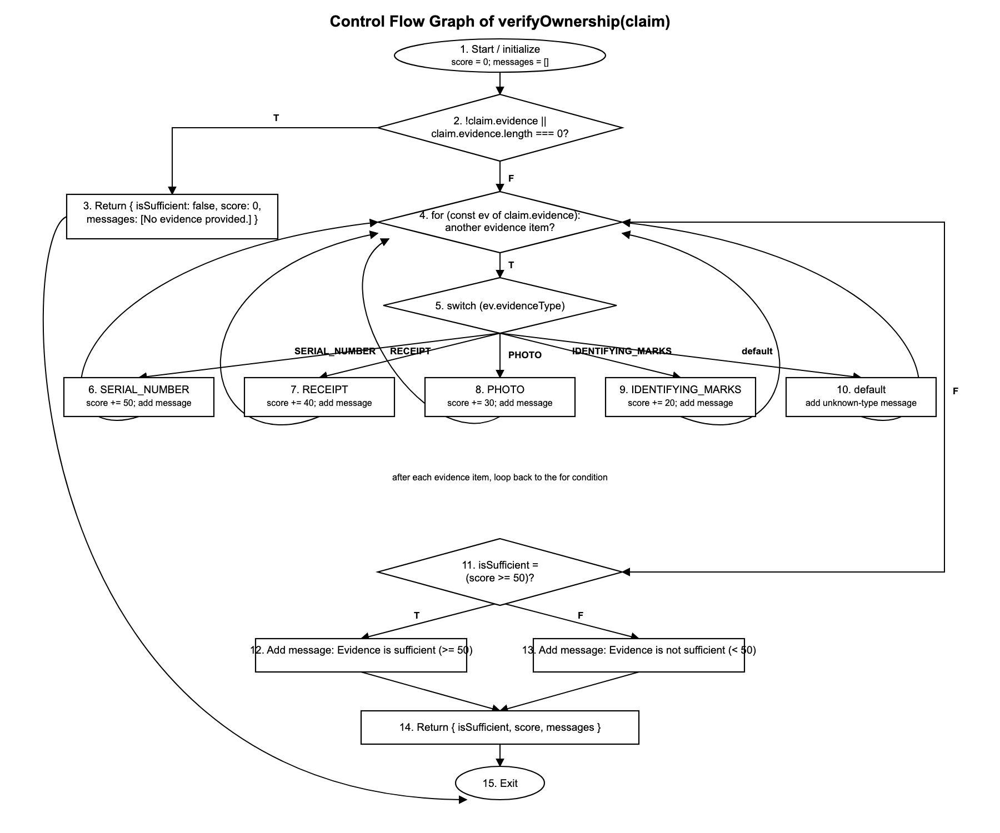 Control Flow Graph of verifyOwnership(claim)
1. Start / initialize
score = 0; messages = []
T
2. !claim.evidence ||
claim.evidence.length === 0?
F
3. Return { isSufficient: false, score: 0,
messages: [No evidence provided.] }
4. for (const ev of claim.evidence):
another evidence item?
T
5. switch (ev.evidenceType)
SERIAL_NUMBER
RECEIPT
PHOTO
IDENTIFYING_MARKS
default
6. SERIAL_NUMBER
score += 50; add message
7. RECEIPT
score += 40; add message
8. PHOTO
score += 30; add message
9. IDENTIFYING_MARKS
score += 20; add message
10. default
add unknown-type message
F
after each evidence item, loop back to the for condition
11. isSufficient =
(score >= 50)?
T
F
12. Add message: Evidence is sufficient (>= 50)
13. Add message: Evidence is not sufficient (< 50)
14. Return { isSufficient, score, messages }
15. Exit